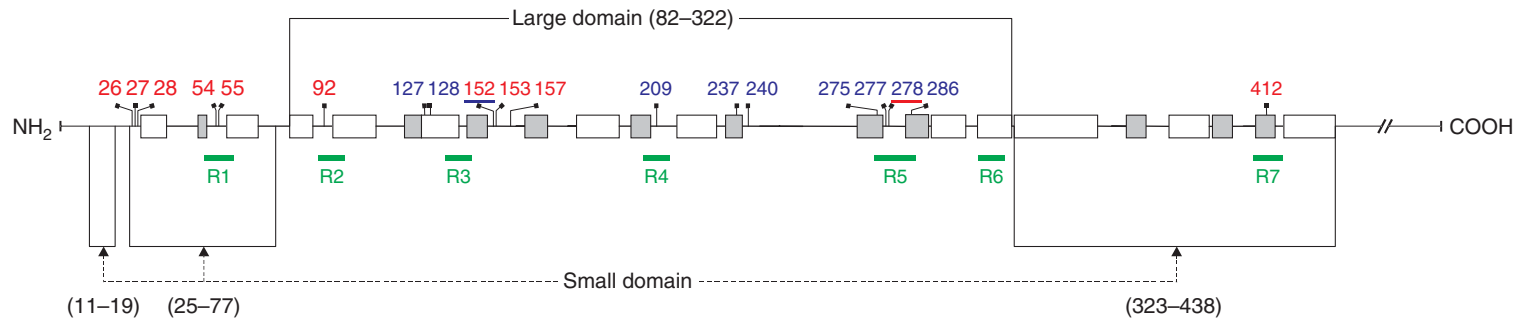 Large domain (82–322)
26 27 28 54 55 92 127 128 152 153 157 209 237 240 275 277 278 286 412
NH2 COOH
R1 R2 R3 R4 R5 R6 R7
Small domain
(11–19) (25–77) (323–438)